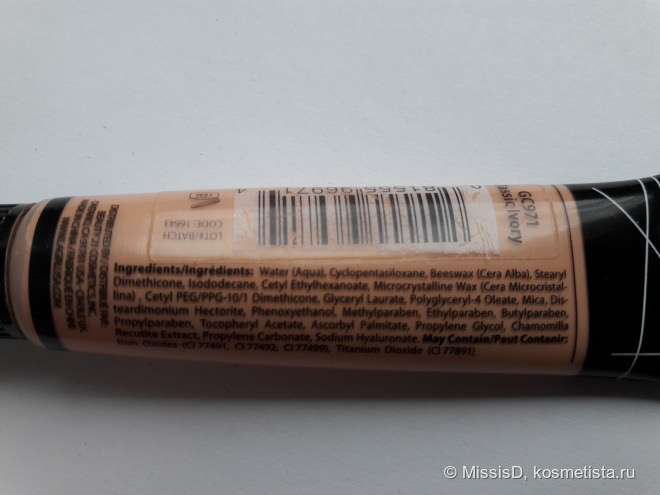 GC971
Classic Ivory
LOT#/BATCH
CODE: 16643
Ingredients/Ingrédients: Water (Aqua), Cyclopentasiloxane, Beeswax (Cera Alba), Stearyl
Dimethicone, Isododecane, Cetyl Ethylhexanoate, Microcrystalline Wax (Cera Microcristal-
lina) , Cetyl PEG/PPG-10/1 Dimethicone, Glyceryl Laurate, Polyglyceryl-4 Oleate, Mica, Dis-
teardimonium Hectorite, Phenoxyethanol, Methylparaben, Ethylparaben, Butylparaben,
Propylparaben, Tocopheryl Acetate, Ascorbyl Palmitate, Propylene Glycol, Chamomilla
Recutita Extract, Propylene Carbonate, Sodium Hyaluronate. May Contain/Peut Contenir:
Iron Oxides (CI 77491, CI 77492, CI 77499), Titanium Dioxide (CI 77891)
© MissisD, kosmetista.ru